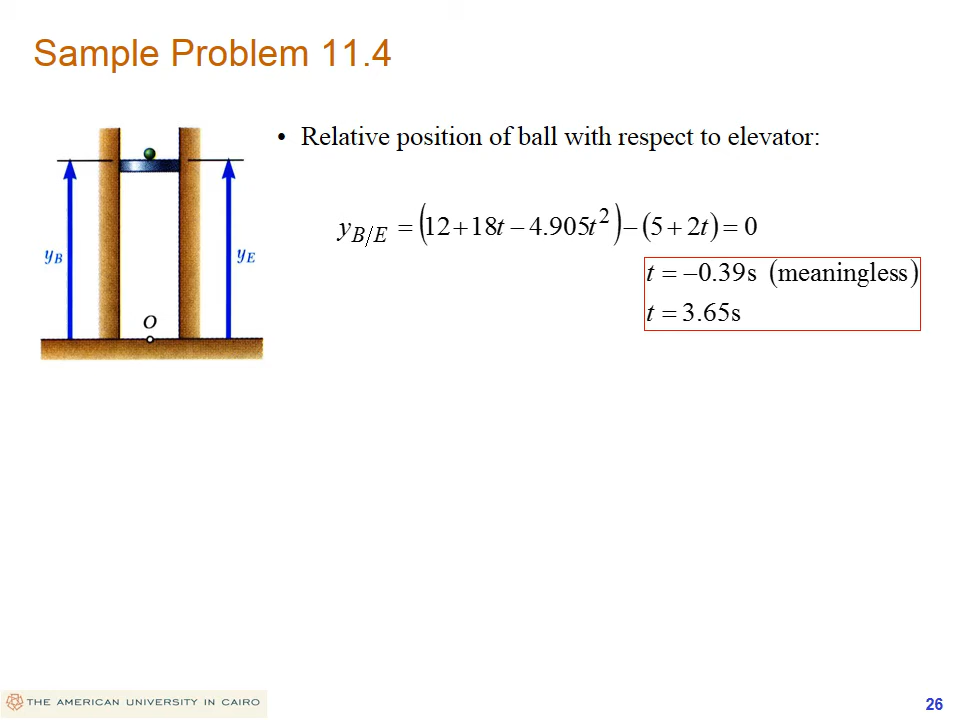 Sample Problem 11.4
• Relative position of ball with respect to elevator:
y_{B/E} = (12 + 18t − 4.905t²) − (5 + 2t) = 0
t = −0.39s (meaningless)
t = 3.65s
y_B
y_E
O
THE AMERICAN UNIVERSITY IN CAIRO
26